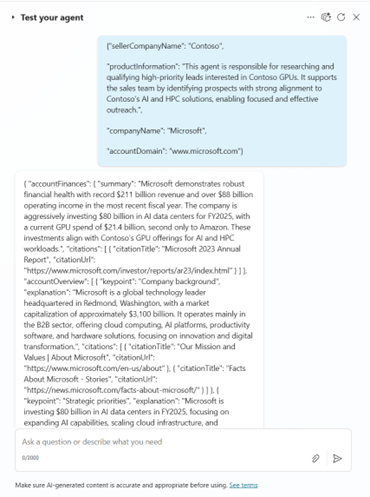 Test your agent
{"sellerCompanyName": "Contoso",
"productInformation": "This agent is responsible for researching and
qualifying high-priority leads interested in Contoso GPUs. It supports
the sales team by identifying prospects with strong alignment to
Contoso's AI and HPC solutions, enabling focused and effective
outreach.",
"companyName": "Microsoft",
"accountDomain": "www.microsoft.com"}
{ "accountFinances": { "summary": "Microsoft demonstrates robust
financial health with record $211 billion revenue and over $88 billion
operating income in the most recent fiscal year. The company is
aggressively investing $80 billion in AI data centers for FY2025, with
a current GPU spend of $21.4 billion, second only to Amazon. These
investments align with Contoso's GPU offerings for AI and HPC
workloads.", "citations": [ { "citationTitle": "Microsoft 2023 Annual
Report", "citationUrl":
"https://www.microsoft.com/investor/reports/ar23/index.html" } ] },
"accountOverview": [ { "keypoint": "Company background",
"explanation": "Microsoft is a global technology leader
headquartered in Redmond, Washington, with a market
capitalization of approximately $3,100 billion. It operates mainly in
the B2B sector, offering cloud computing, AI platforms, productivity
software, and hardware solutions, focusing on innovation and digital
transformation.", "citations": [ { "citationTitle": "Our Mission and
Values | About Microsoft", "citationUrl":
"https://www.microsoft.com/en-us/about" }, { "citationTitle": "Facts
About Microsoft - Stories", "citationUrl":
"https://news.microsoft.com/facts-about-microsoft/" } ] }, {
"keypoint": "Strategic priorities", "explanation": "Microsoft is
investing $80 billion in AI data centers in FY2025, focusing on
expanding AI capabilities, scaling cloud infrastructure, and
Ask a question or describe what you need
0/2000
Make sure AI-generated content is accurate and appropriate before using. See terms